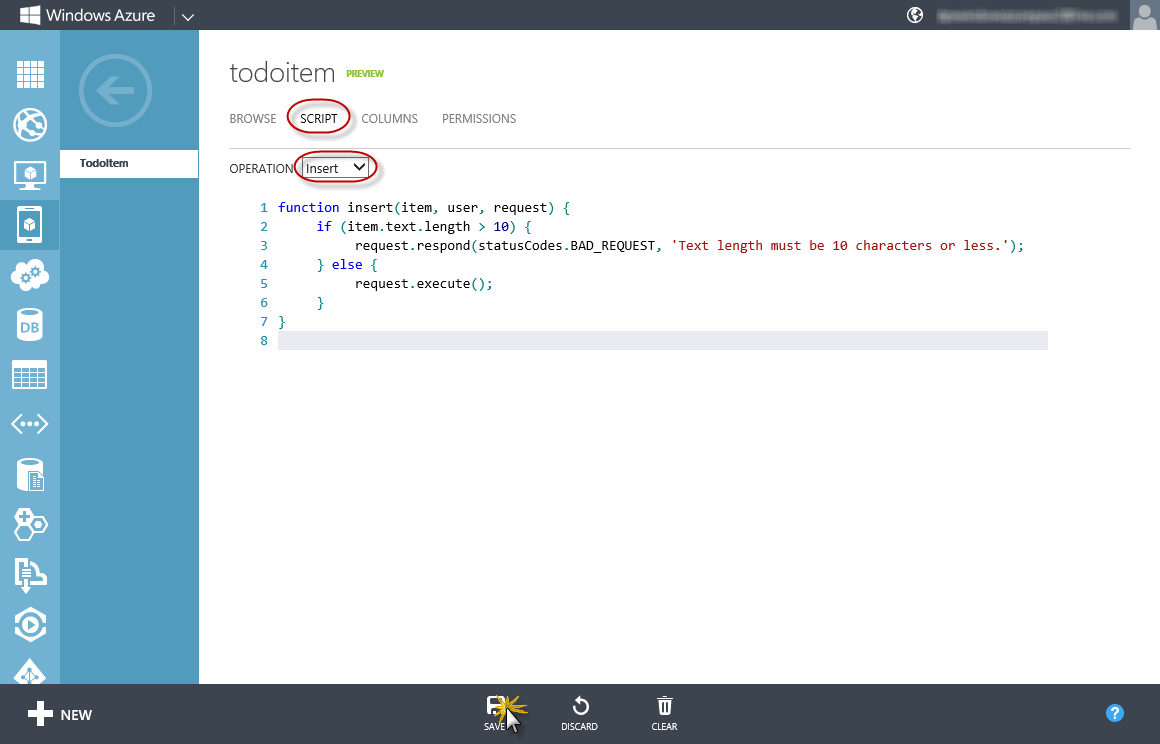 Windows Azure
todoitem PREVIEW
BROWSE SCRIPT COLUMNS PERMISSIONS
TodoItem
OPERATION Insert
1 function insert(item, user, request) {
2 if (item.text.length > 10) {
3 request.respond(statusCodes.BAD_REQUEST, 'Text length must be 10 characters or less.');
4 } else {
5 request.execute();
6 }
7 }
8
DB
NEW
SAVE DISCARD CLEAR
?